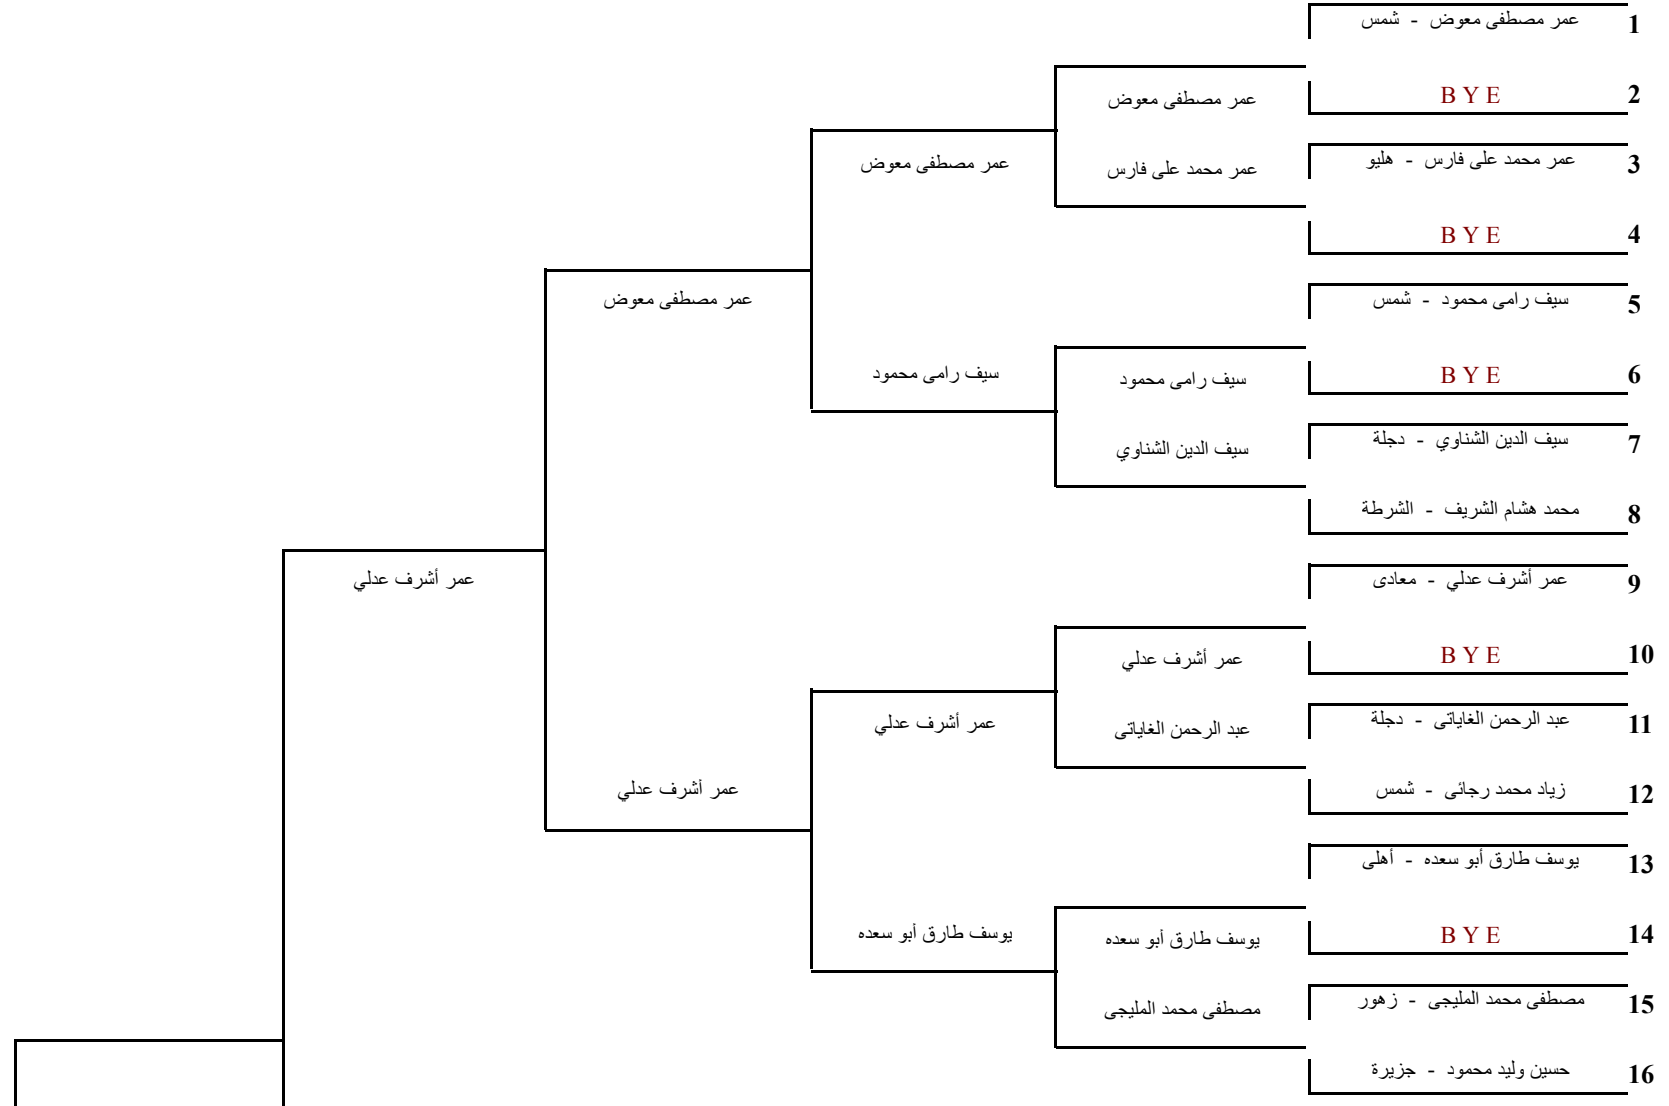 عمر مصطفى معوض - شمس 1
B Y E 2
عمر مصطفى معوض
عمر محمد على فارس - هليو 3
عمر مصطفى معوض
عمر محمد على فارس
B Y E 4
سيف رامى محمود - شمس 5
عمر مصطفى معوض
B Y E 6
سيف رامى محمود
سيف رامى محمود
سيف الدين الشناوي - دجلة 7
سيف الدين الشناوي
محمد هشام الشريف - الشرطة 8
عمر أشرف عدلي - معادى 9
عمر أشرف عدلي
B Y E 10
عمر أشرف عدلي
عبد الرحمن الغاياتى - دجلة 11
عمر أشرف عدلي
عبد الرحمن الغاياتى
زياد محمد رجائى - شمس 12
عمر أشرف عدلي
يوسف طارق أبو سعده - أهلى 13
B Y E 14
يوسف طارق أبو سعده
يوسف طارق أبو سعده
مصطفى محمد المليجى - زهور 15
مصطفى محمد المليجى
حسين وليد محمود - جزيرة 16